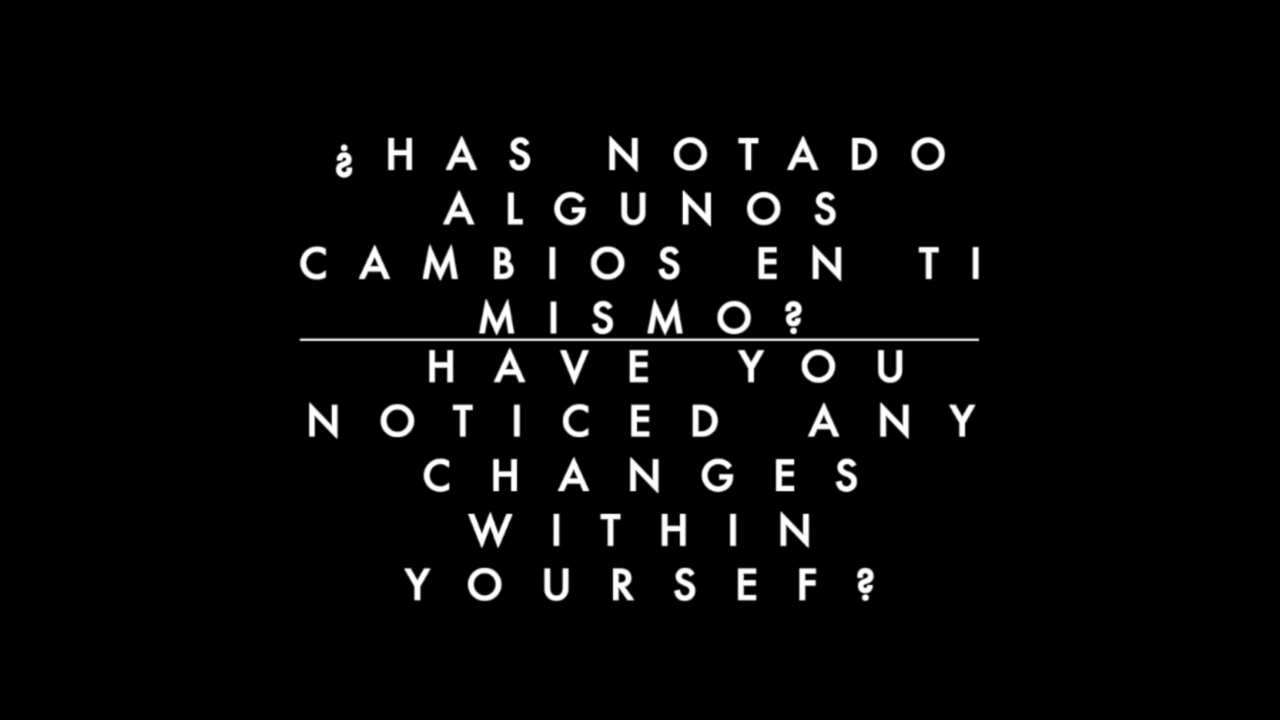 ¿HAS NOTADO
ALGUNOS
CAMBIOS EN TI
MISMO?
HAVE YOU
NOTICED ANY
CHANGES
WITHIN
YOURSEF?